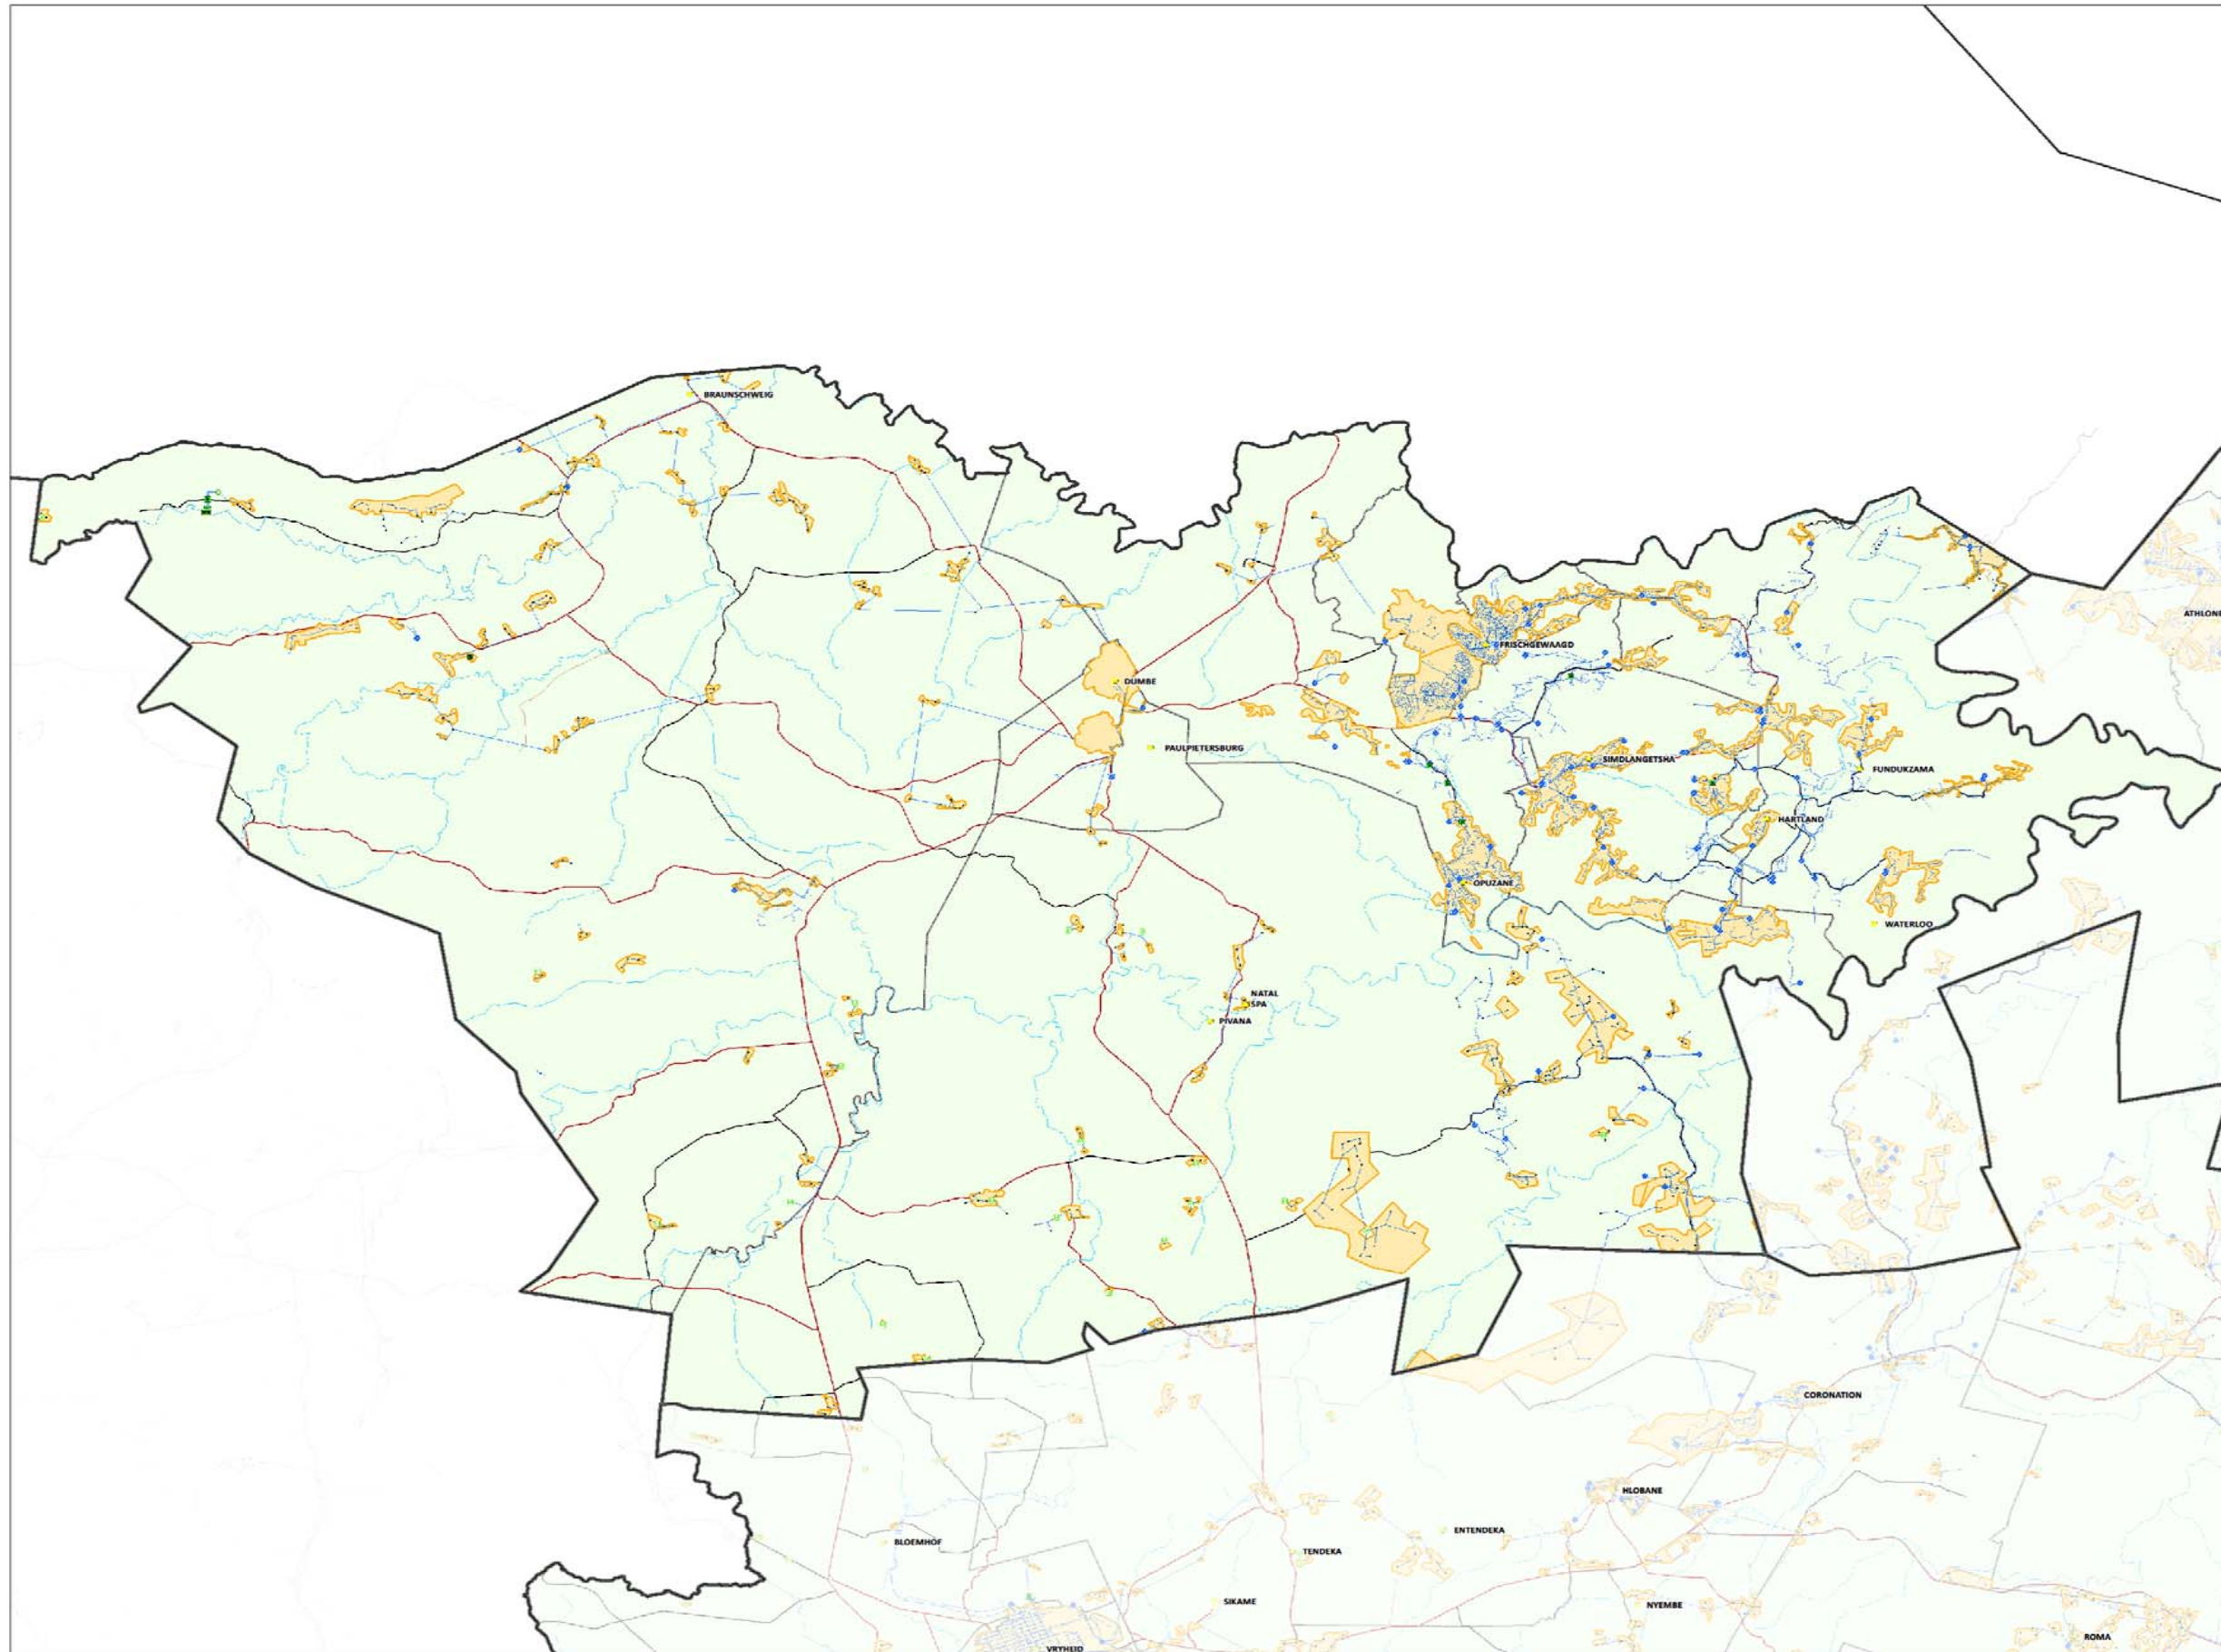 BRAUNSCHWEIG
ATHLONE
FRISCHGEWAAGD
DUMBE
PAULPIETERSBURG
SIMDLANGETSHA
FUNDUKZAMA
HARTLAND
OPUZANE
WATERLOO
NATAL
SPA
PIVANA
CORONATION
HLOBANE
ENTENDEKA
BLOEMHOF
TENDEKA
SIKAME
NYEMBE
ROMA
VRYHEID